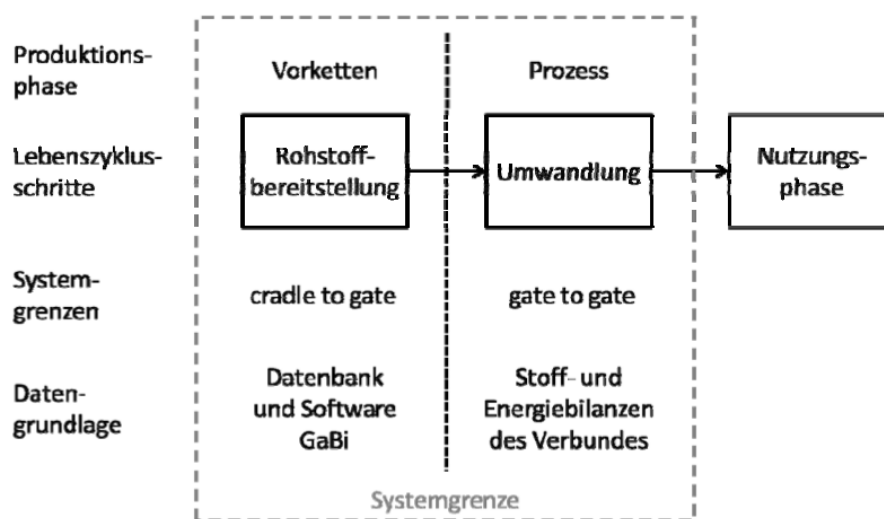 Produktions-
phase
Vorketten
Prozess
Lebenszyklus-
schritte
Rohstoff-
bereitstellung
Umwandlung
Nutzungs-
phase
System-
grenzen
cradle to gate
gate to gate
Daten-
grundlage
Datenbank
und Software
GaBi
Stoff- und
Energiebilanzen
des Verbundes
Systemgrenze